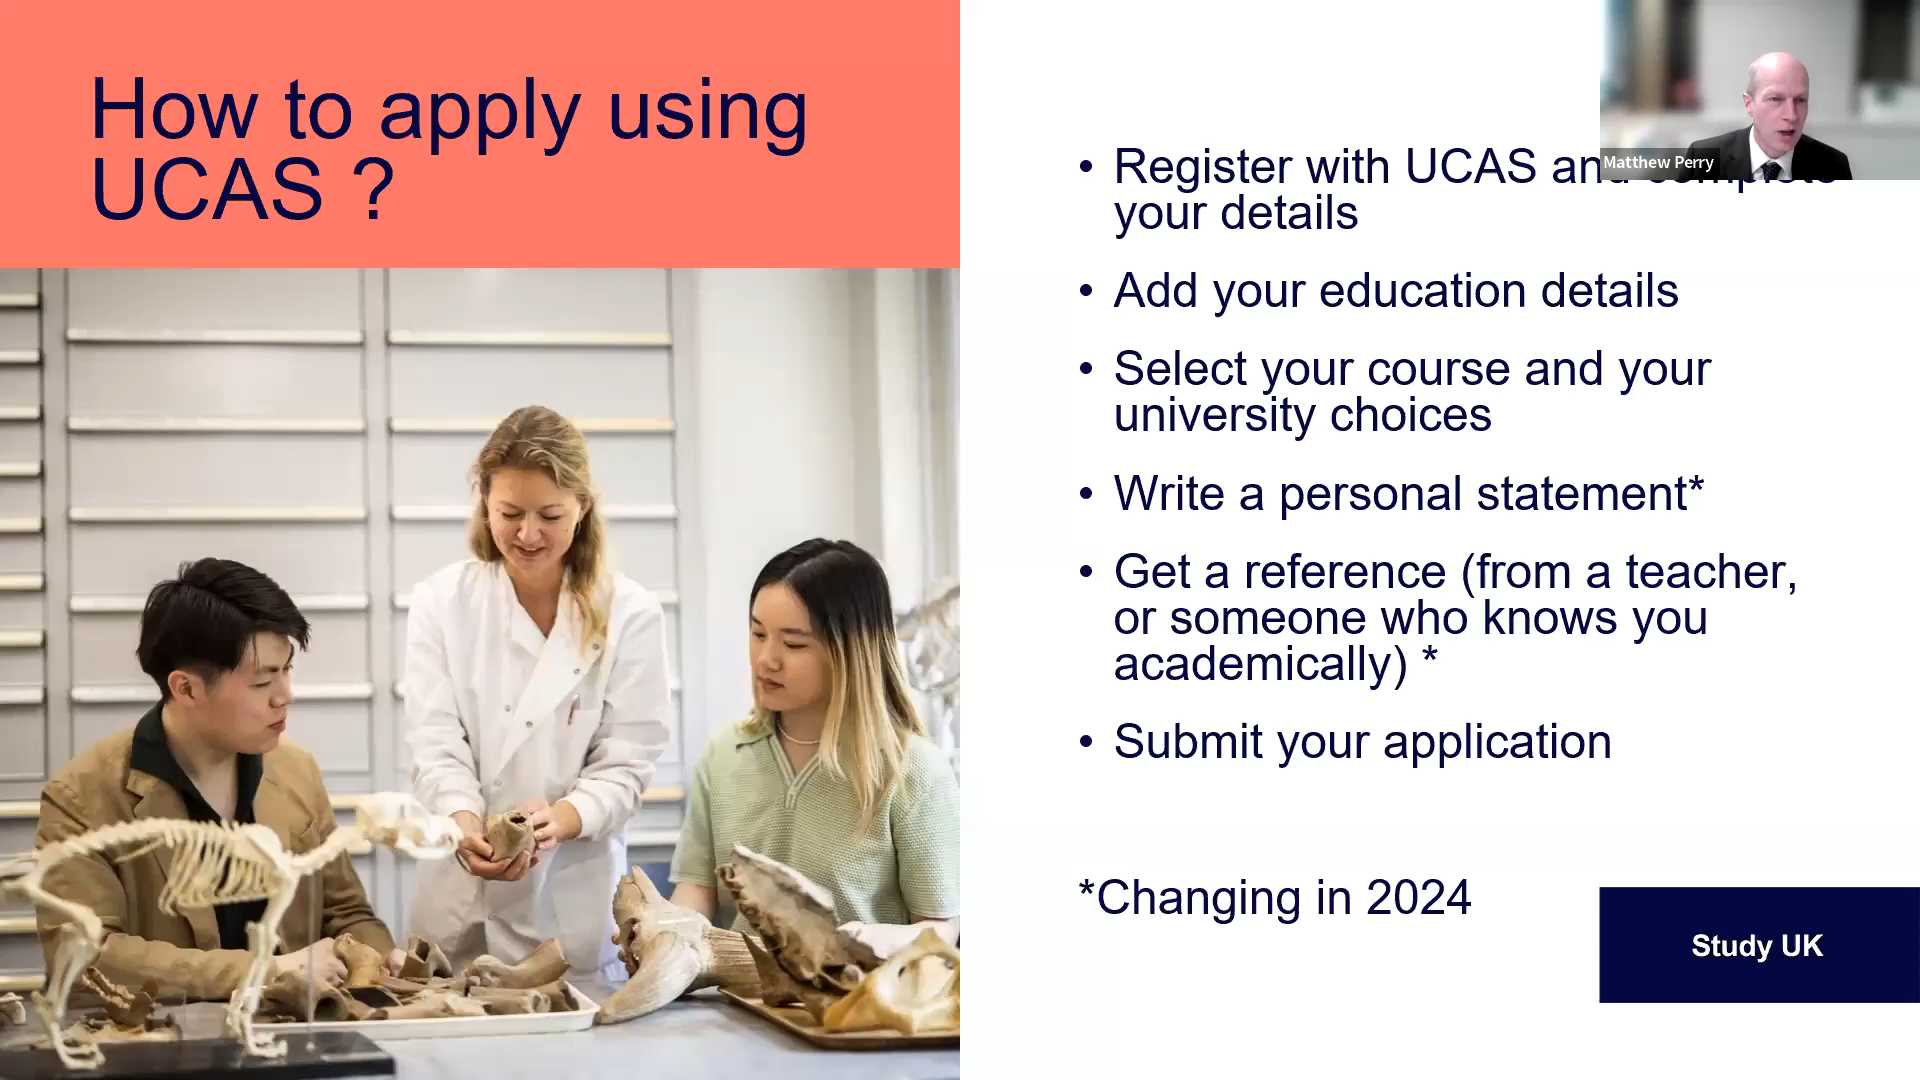 How to apply using
UCAS ?
Matthew Perry
• Register with UCAS and complete
your details
• Add your education details
• Select your course and your
university choices
• Write a personal statement*
• Get a reference (from a teacher,
or someone who knows you
academically) *
• Submit your application
*Changing in 2024
Study UK